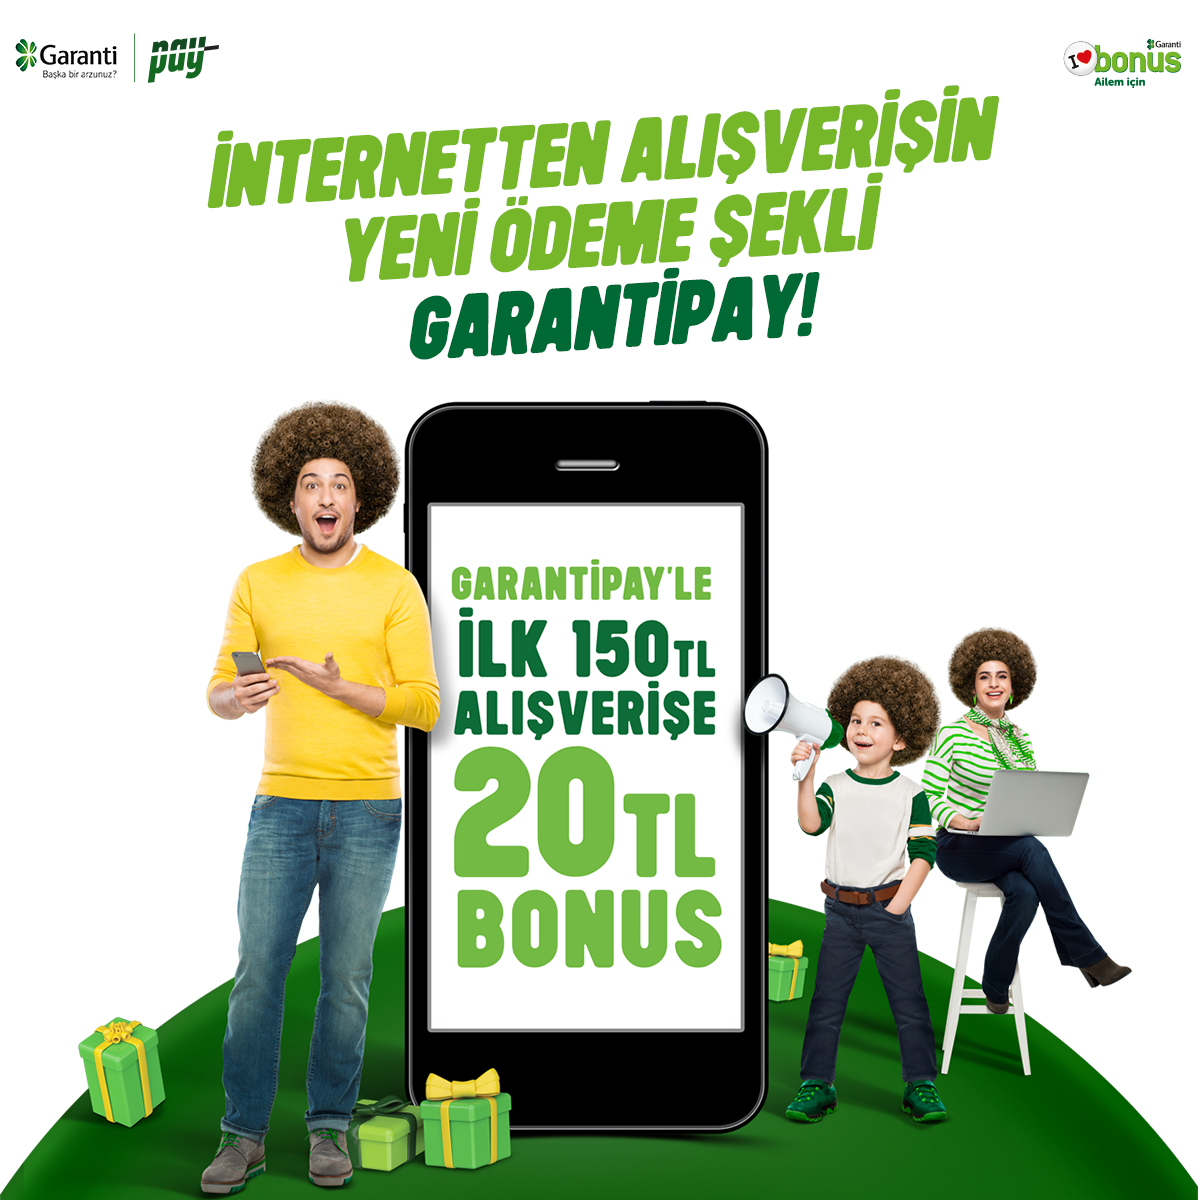 Garanti
Başka bir arzunuz?
pay
Garanti
I ❤ bonus
Ailem için
İNTERNETTEN ALIŞVERİŞİN
YENİ ÖDEME ŞEKLİ
GARANTİPAY!
GARANTİPAY'LE
İLK 150TL
ALIŞVERİŞE
20TL
BONUS